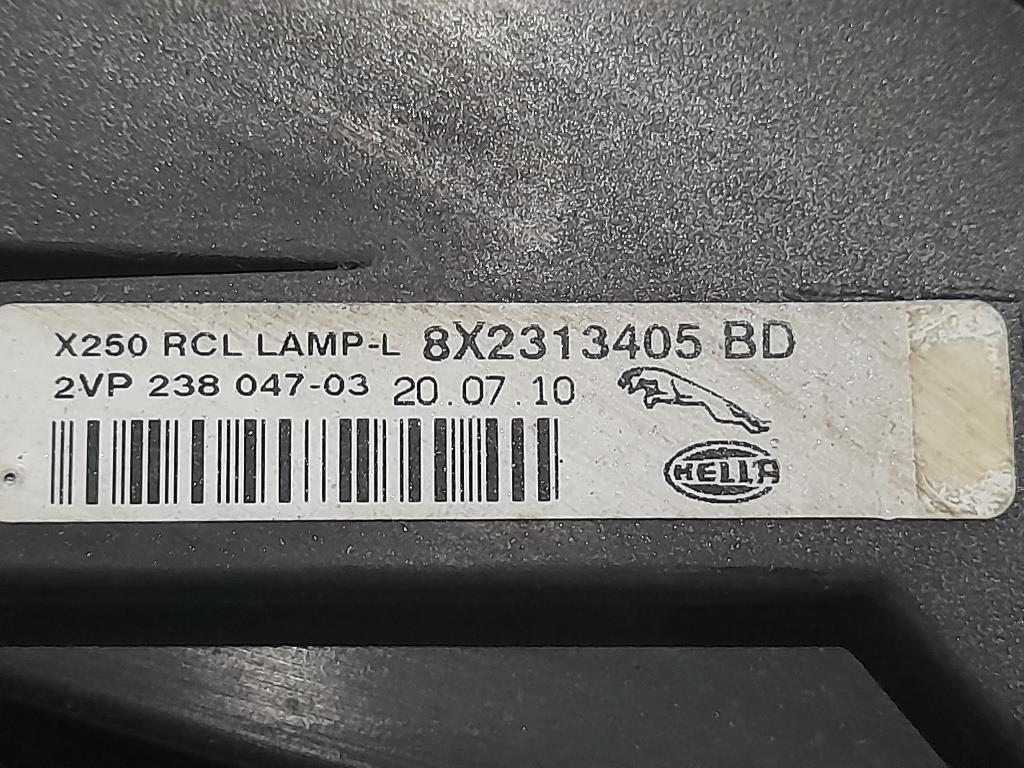 X250 RCL LAMP-L 8X2313405 BD
2VP 238 047-03 20.07.10
HELLA